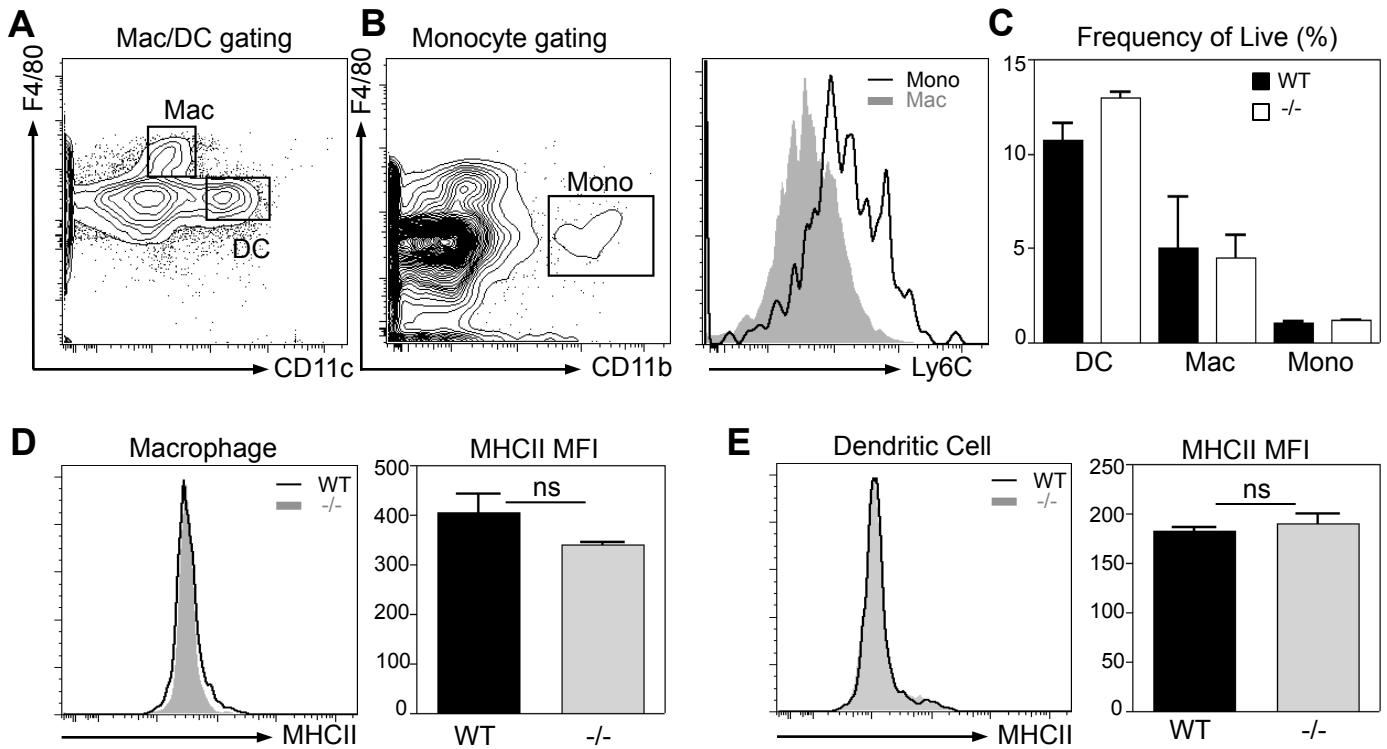 A
Mac/DC gating
F4/80
Mac
DC
CD11c
B
Monocyte gating
F4/80
Mono
CD11b
Mono
Mac
Ly6C
C
Frequency of Live (%)
15
10
5
0
WT
-/-
DC Mac Mono
D
Macrophage
WT
-/-
MHCII
MHCII MFI
500
400
300
200
100
0
ns
WT -/-
E
Dendritic Cell
WT
-/-
MHCII
MHCII MFI
250
200
150
100
50
0
ns
WT -/-